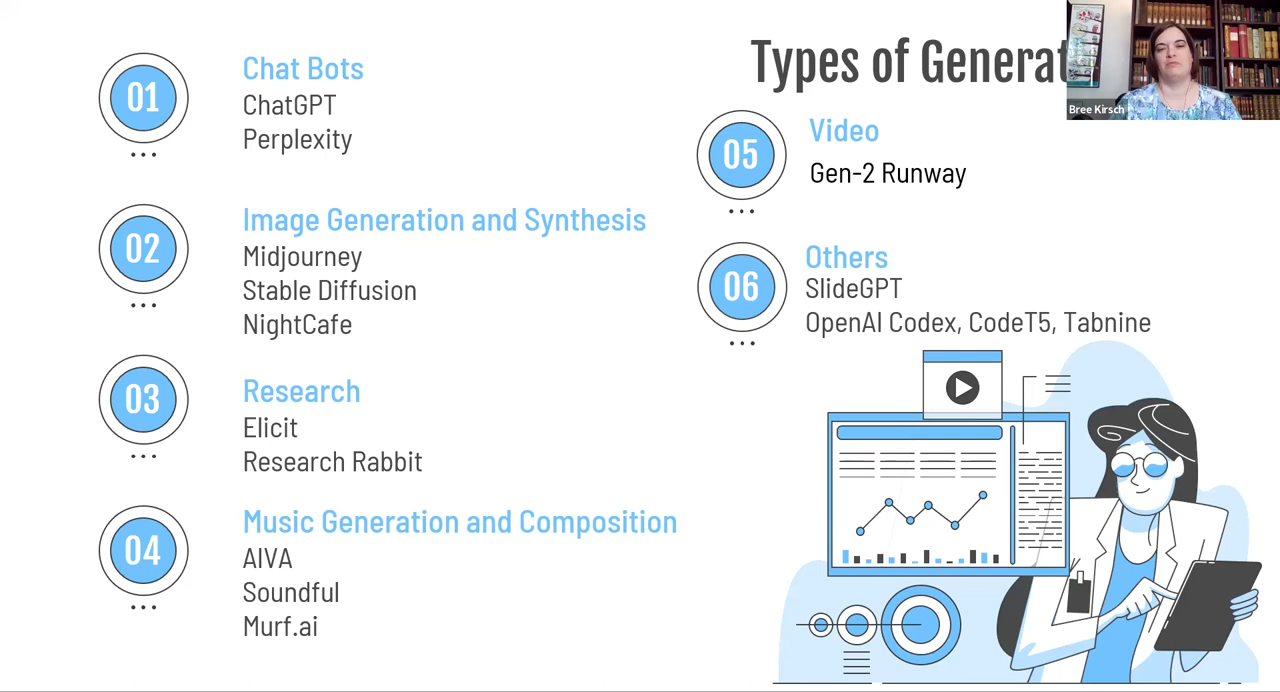 Types of Generat
01
Chat Bots
ChatGPT
Perplexity
02
Image Generation and Synthesis
Midjourney
Stable Diffusion
NightCafe
03
Research
Elicit
Research Rabbit
04
Music Generation and Composition
AIVA
Soundful
Murf.ai
05
Video
Gen-2 Runway
06
Others
SlideGPT
OpenAI Codex, CodeT5, Tabnine
Bree Kirsch